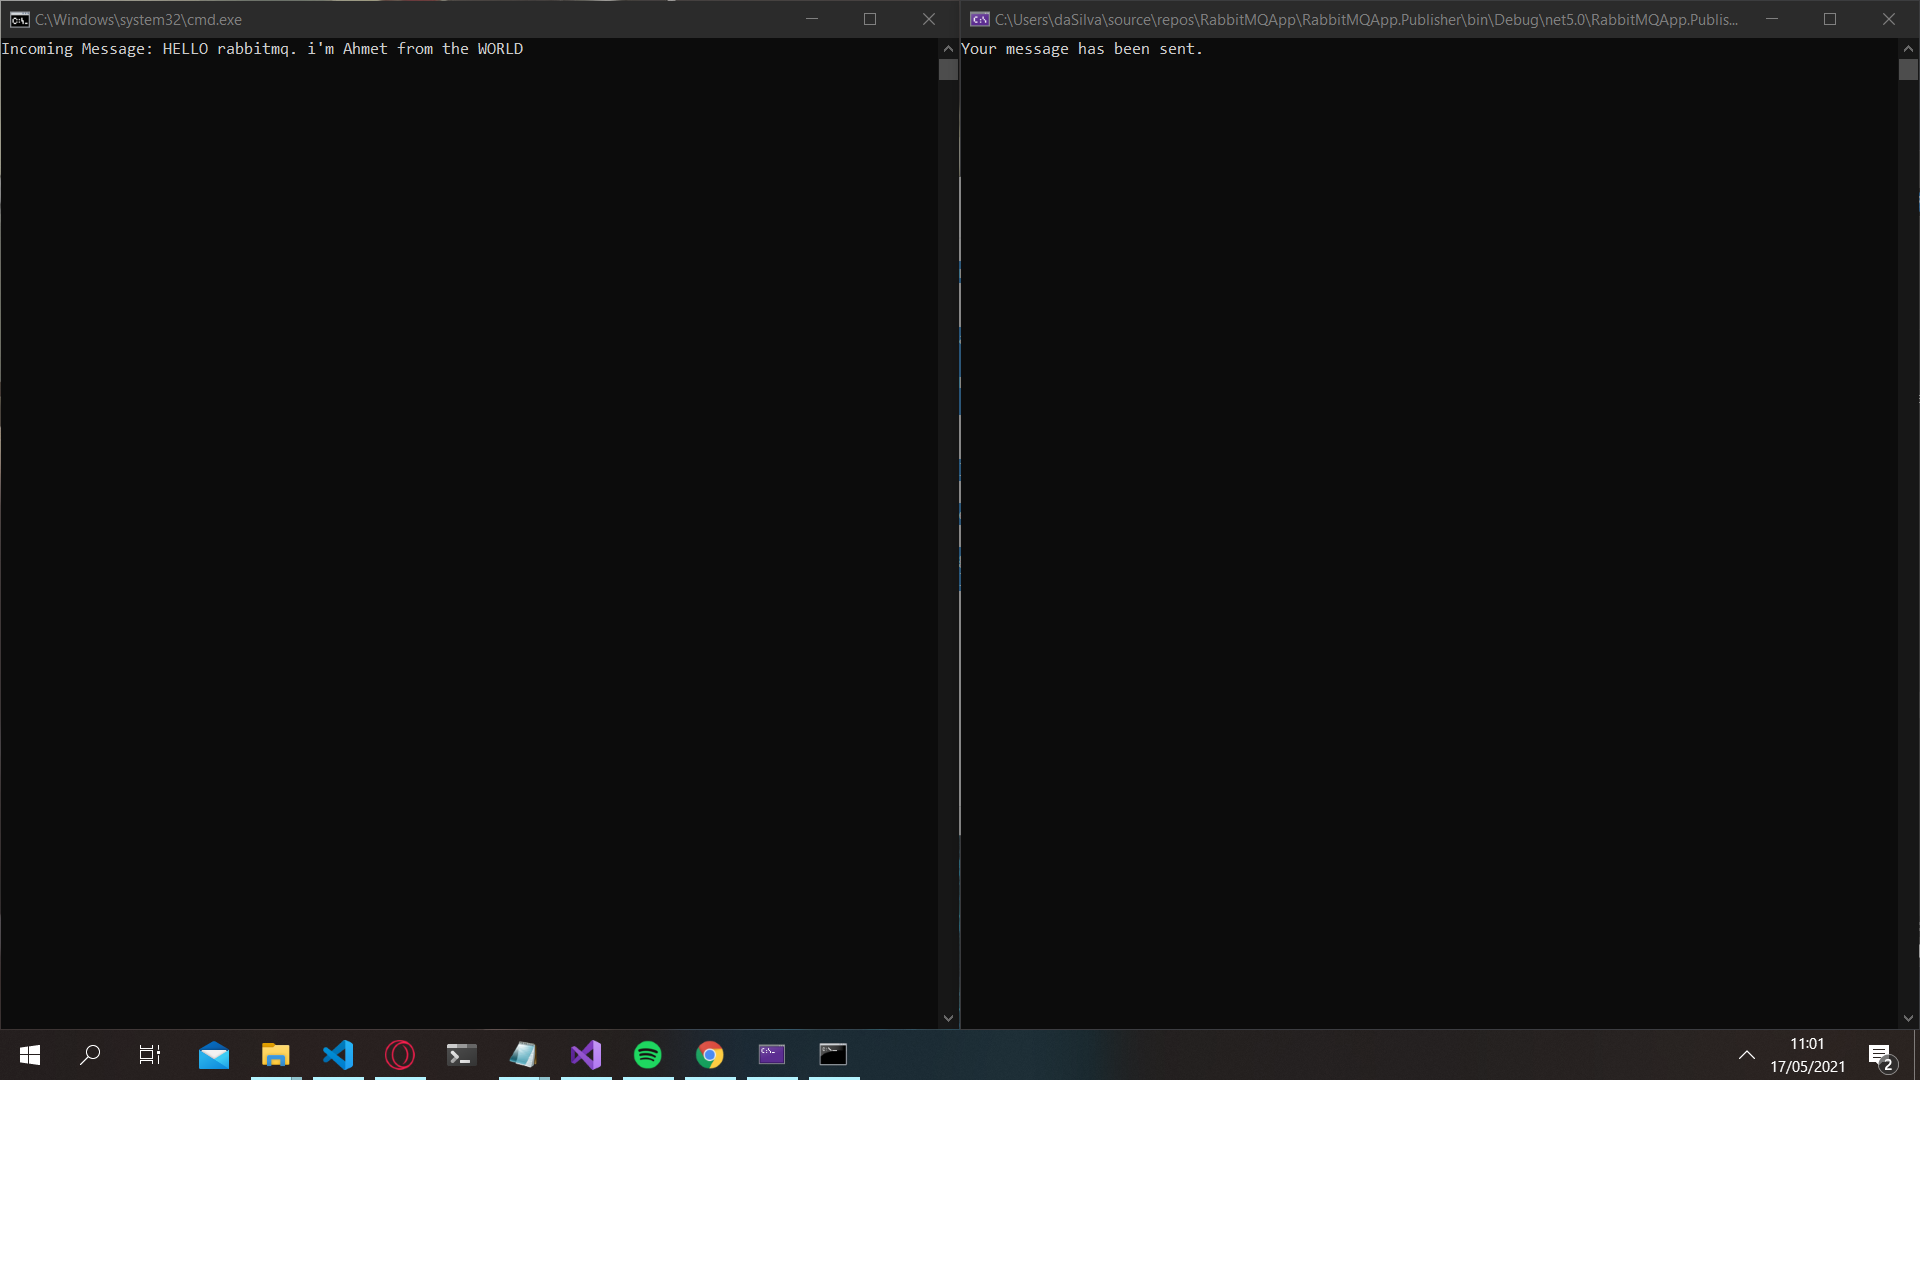 C:\Windows\system32\cmd.exe
Incoming Message: HELLO rabbitmq. i'm Ahmet from the WORLD
C:\Users\daSilva\source\repos\RabbitMQApp\RabbitMQApp.Publisher\bin\Debug\net5.0\RabbitMQApp.Publis...
Your message has been sent.
11:01
17/05/2021
2